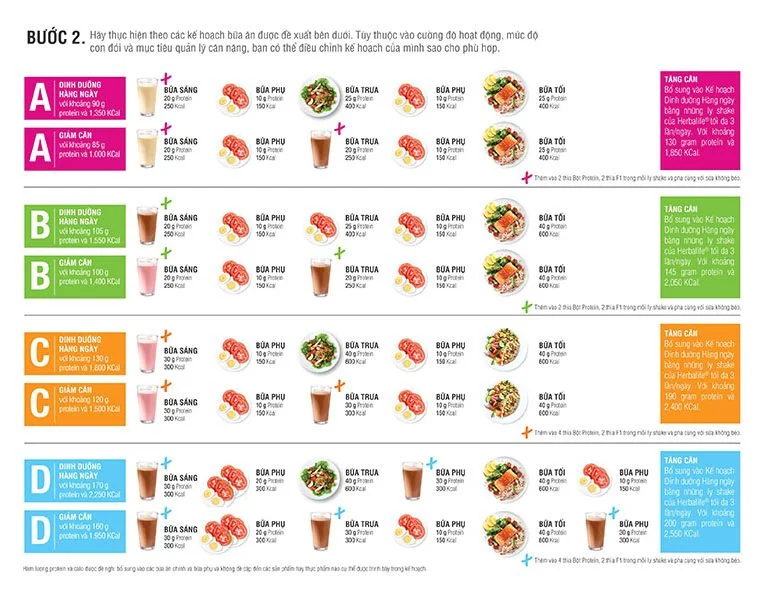 BƯỚC 2. Hãy thực hiện theo các kế hoạch bữa ăn được đề xuất bên dưới. Tùy thuộc vào cường độ hoạt động, mức độ
con đói và mục tiêu quản lý cân nặng, bạn có thể điều chỉnh kế hoạch của mình sao cho phù hợp.
A
DINH DƯỠNG
HÀNG NGÀY
với khoảng 90 g
protein và 1,350 KCal
BỮA SÁNG
20 g Protein
250 Kcal
BỮA PHỤ
10 g Protein
150 Kcal
BỮA TRƯA
25 g Protein
400 Kcal
BỮA PHỤ
10 g Protein
150 Kcal
BỮA TỐI
25 g Protein
400 Kcal
A
GIẢM CÂN
với khoảng 85 g
protein và 1.000 KCal
BỮA SÁNG
20 g Protein
250 Kcal
BỮA PHỤ
10 g Protein
150 Kcal
BỮA TRƯA
20 g Protein
250 Kcal
BỮA PHỤ
10 g Protein
150 Kcal
BỮA TỐI
25 g Protein
400 Kcal
TĂNG CÂN
Bổ sung vào Kế hoạch
Dinh dưỡng Hàng ngày
bằng những ly shake
của Herbalife® tối đa 3
lần/ngày. Với khoảng
130 gram protein và
1,850 KCal.
Thêm vào 2 thìa Bột Protein, 2 thìa F1 trong mỗi ly shake và pha cùng với sữa không béo.
B
DINH DƯỠNG
HÀNG NGÀY
với khoảng 105 g
protein và 1.550 KCal
BỮA SÁNG
20 g Protein
250 Kcal
BỮA PHỤ
10 g Protein
150 Kcal
BỮA TRƯA
10 g Protein
150 Kcal
BỮA PHỤ
10 g Protein
150 Kcal
BỮA TỐI
40 g Protein
600 Kcal
B
GIẢM CÂN
với khoảng 100 g
protein và 1,400 KCal
BỮA SÁNG
20 g Protein
250 Kcal
BỮA PHỤ
10 g Protein
150 Kcal
BỮA TRƯA
20 g Protein
250 Kcal
BỮA PHỤ
10 g Protein
150 Kcal
BỮA TỐI
40 g Protein
600 Kcal
TĂNG CÂN
Bổ sung vào Kế hoạch
Dinh dưỡng Hàng ngày
bằng những ly shake
của Herbalife® tối đa 3
lần/ngày. Với khoảng
145 gram protein và
2,050 KCal.
Thêm vào 2 thìa Bột Protein, 2 thìa F1 trong mỗi ly shake và pha cùng với sữa không béo.
C
DINH DƯỠNG
HÀNG NGÀY
với khoảng 130 g
protein và 1,800 KCal
BỮA SÁNG
30 g Protein
300 Kcal
BỮA PHỤ
10 g Protein
150 Kcal
BỮA TRƯA
40 g Protein
600 Kcal
BỮA PHỤ
10 g Protein
150 Kcal
BỮA TỐI
40 g Protein
600 Kcal
C
GIẢM CÂN
với khoảng 120 g
protein và 1,500 KCal
BỮA SÁNG
30 g Protein
300 Kcal
BỮA PHỤ
10 g Protein
150 Kcal
BỮA TRƯA
30 g Protein
300 Kcal
BỮA PHỤ
10 g Protein
150 Kcal
BỮA TỐI
40 g Protein
600 Kcal
TĂNG CÂN
Bổ sung vào Kế hoạch
Dinh dưỡng Hàng ngày
bằng những ly shake
của Herbalife® tối đa 3
lần/ngày. Với khoảng
190 gram protein và
2,400 KCal.
Thêm vào 4 thìa Bột Protein, 2 thìa F1 trong mỗi ly shake và pha cùng với sữa không béo.
D
DINH DƯỠNG
HÀNG NGÀY
với khoảng 170 g
protein và 2,250 KCal
BỮA SÁNG
30 g Protein
300 Kcal
BỮA PHỤ
20 g Protein
300 Kcal
BỮA TRƯA
40 g Protein
600 Kcal
BỮA PHỤ
30 g Protein
300 Kcal
BỮA TỐI
40 g Protein
600 Kcal
BỮA PHỤ
10 g Protein
150 Kcal
D
GIẢM CÂN
với khoảng 160 g
protein và 1.950 KCal
BỮA SÁNG
30 g Protein
300 Kcal
BỮA PHỤ
20 g Protein
300 Kcal
BỮA TRƯA
30 g Protein
300 Kcal
BỮA PHỤ
10 g Protein
150 Kcal
BỮA TỐI
40 g Protein
600 Kcal
BỮA PHỤ
30 g Protein
300 Kcal
TĂNG CÂN
Bổ sung vào Kế hoạch
Dinh dưỡng Hàng ngày
bằng những ly shake
của Herbalife® tối đa 3
lần/ngày. Với khoảng
200 gram protein và
2,550 KCal.
Thêm vào 4 thìa Bột Protein, 2 thìa F1 trong mỗi ly shake và pha cùng với sữa không béo.
Hàm lượng protein và calo được đề nghị bổ sung vào các bữa ăn chính và bữa phụ và không đề cập đến các sản phẩm hay thực phẩm nào cụ thể được trình bày trong kế hoạch.